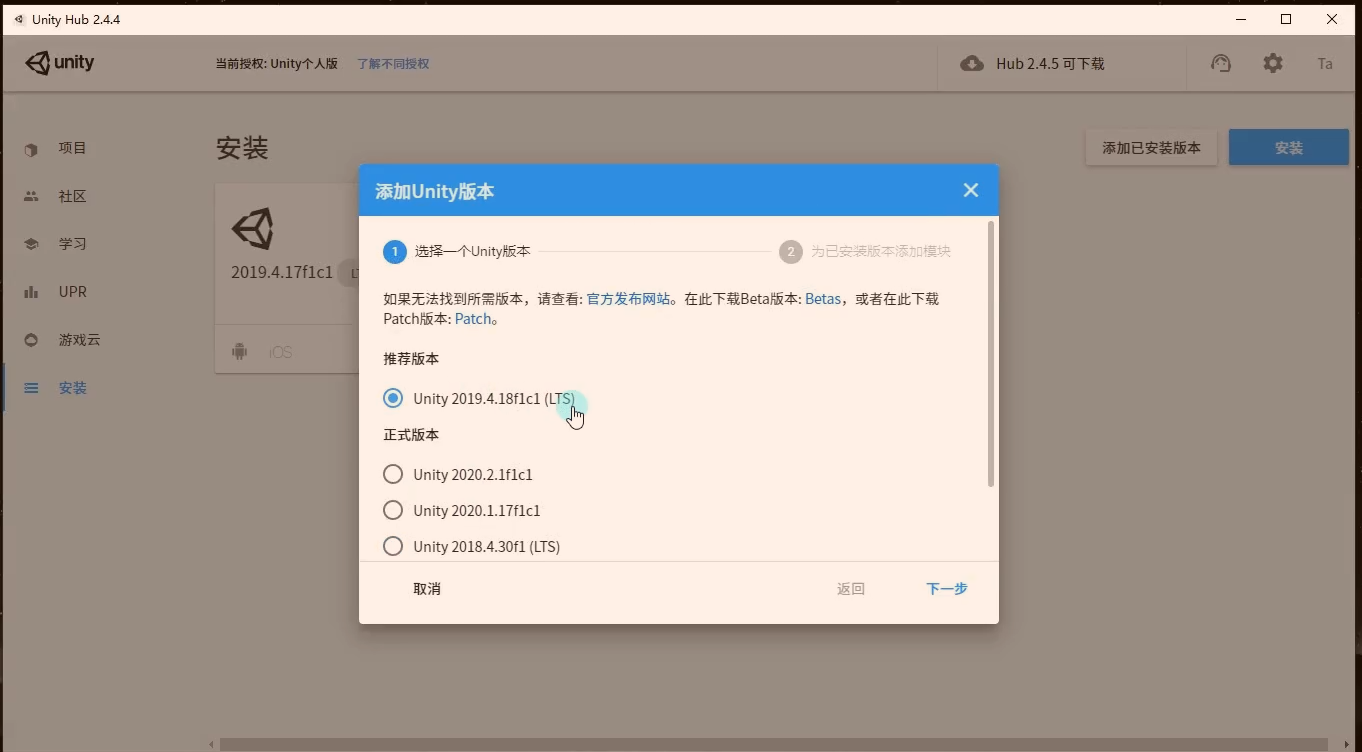 Unity Hub 2.4.4
unity
当前授权: Unity个人版 了解不同授权
Hub 2.4.5 可下载
Ta
项目
社区
学习
UPR
游戏云
安装
安装
添加已安装版本
安装
2019.4.17f1c1
iOS
添加Unity版本
1 选择一个Unity版本
2 为已安装版本添加模块
如果无法找到所需版本，请查看: 官方发布网站。在此下载Beta版本: Betas，或者在此下载
Patch版本: Patch。
推荐版本
Unity 2019.4.18f1c1 (LTS)
正式版本
Unity 2020.2.1f1c1
Unity 2020.1.17f1c1
Unity 2018.4.30f1 (LTS)
取消
返回
下一步